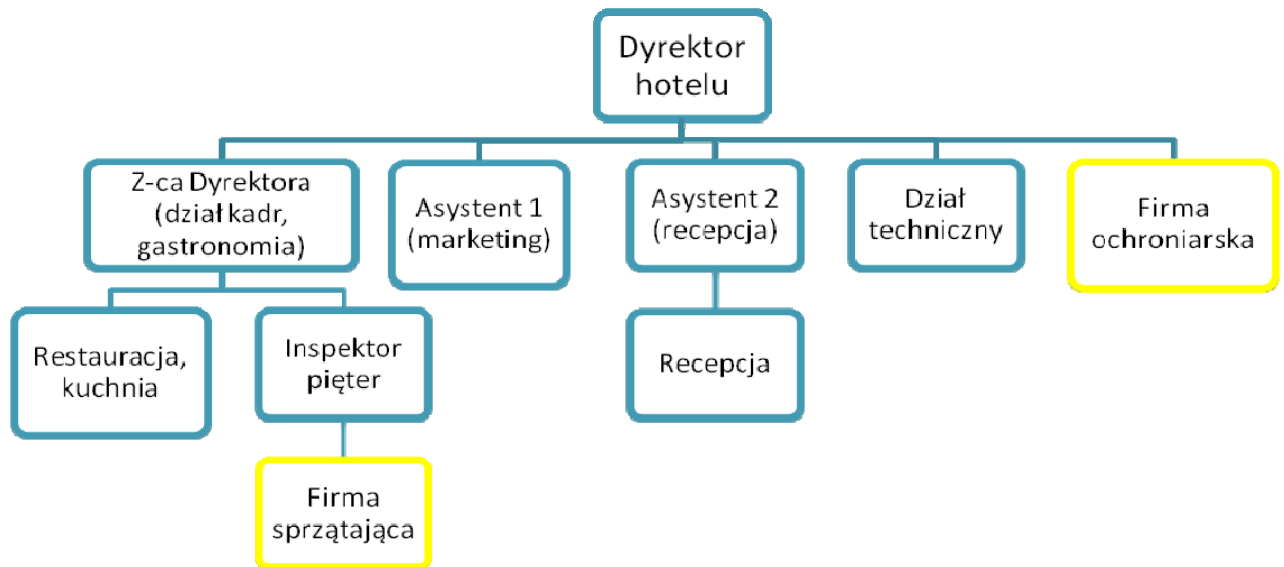 Dyrektor
hotelu
Z-ca Dyrektora
(dział kadr,
gastronomia)
Asystent 1
(marketing)
Asystent 2
(recepcja)
Dział
techniczny
Firma
ochroniarska
Restauracja,
kuchnia
Inspektor
pięter
Recepcja
Firma
sprzątająca